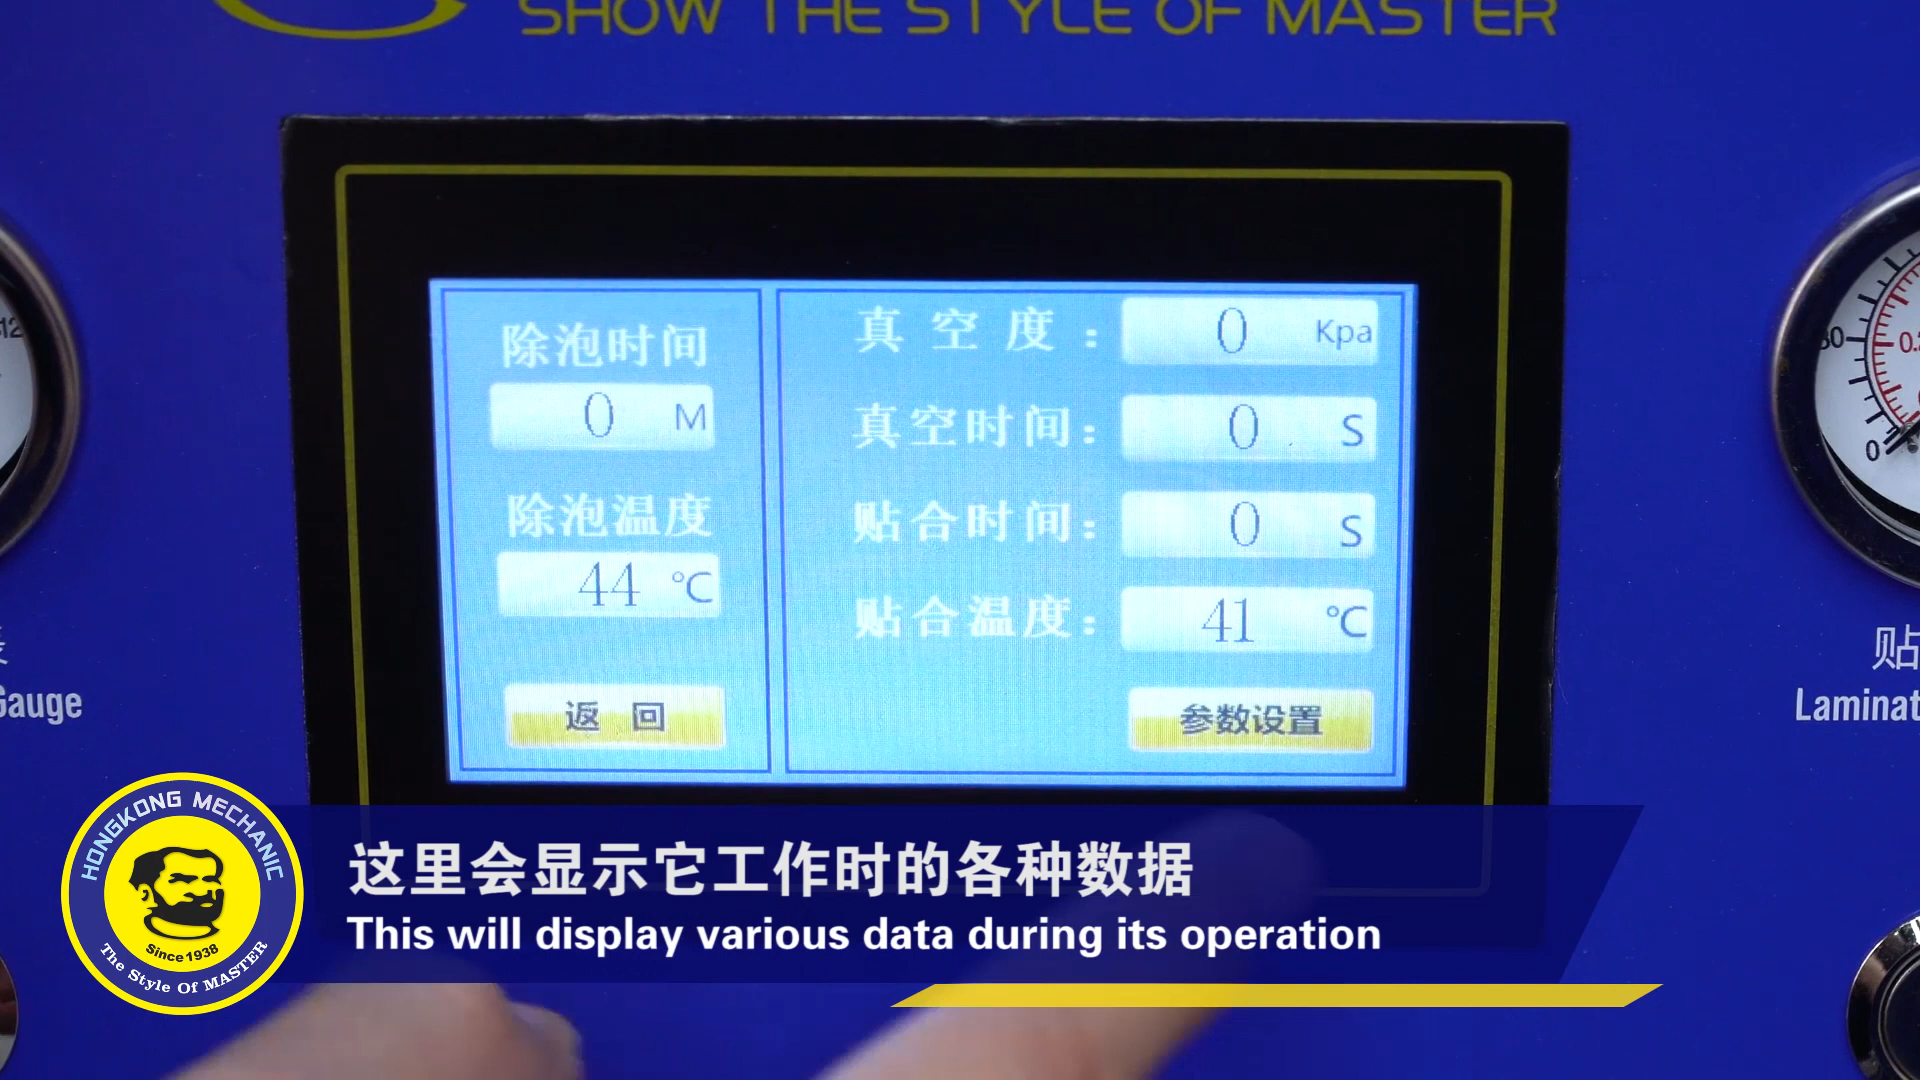 SHOW THE STYLE OF MASTER
除泡时间
0 M
除泡温度
44 ℃
返 回
真 空 度 : 0 Kpa
真空时间: 0 S
贴合时间: 0 S
贴合温度: 41 ℃
参数设置
12
Gauge
0
贴
Laminat
HONGKONG MECHANIC
Since 1938
The Style Of MASTER
这里会显示它工作时的各种数据
This will display various data during its operation